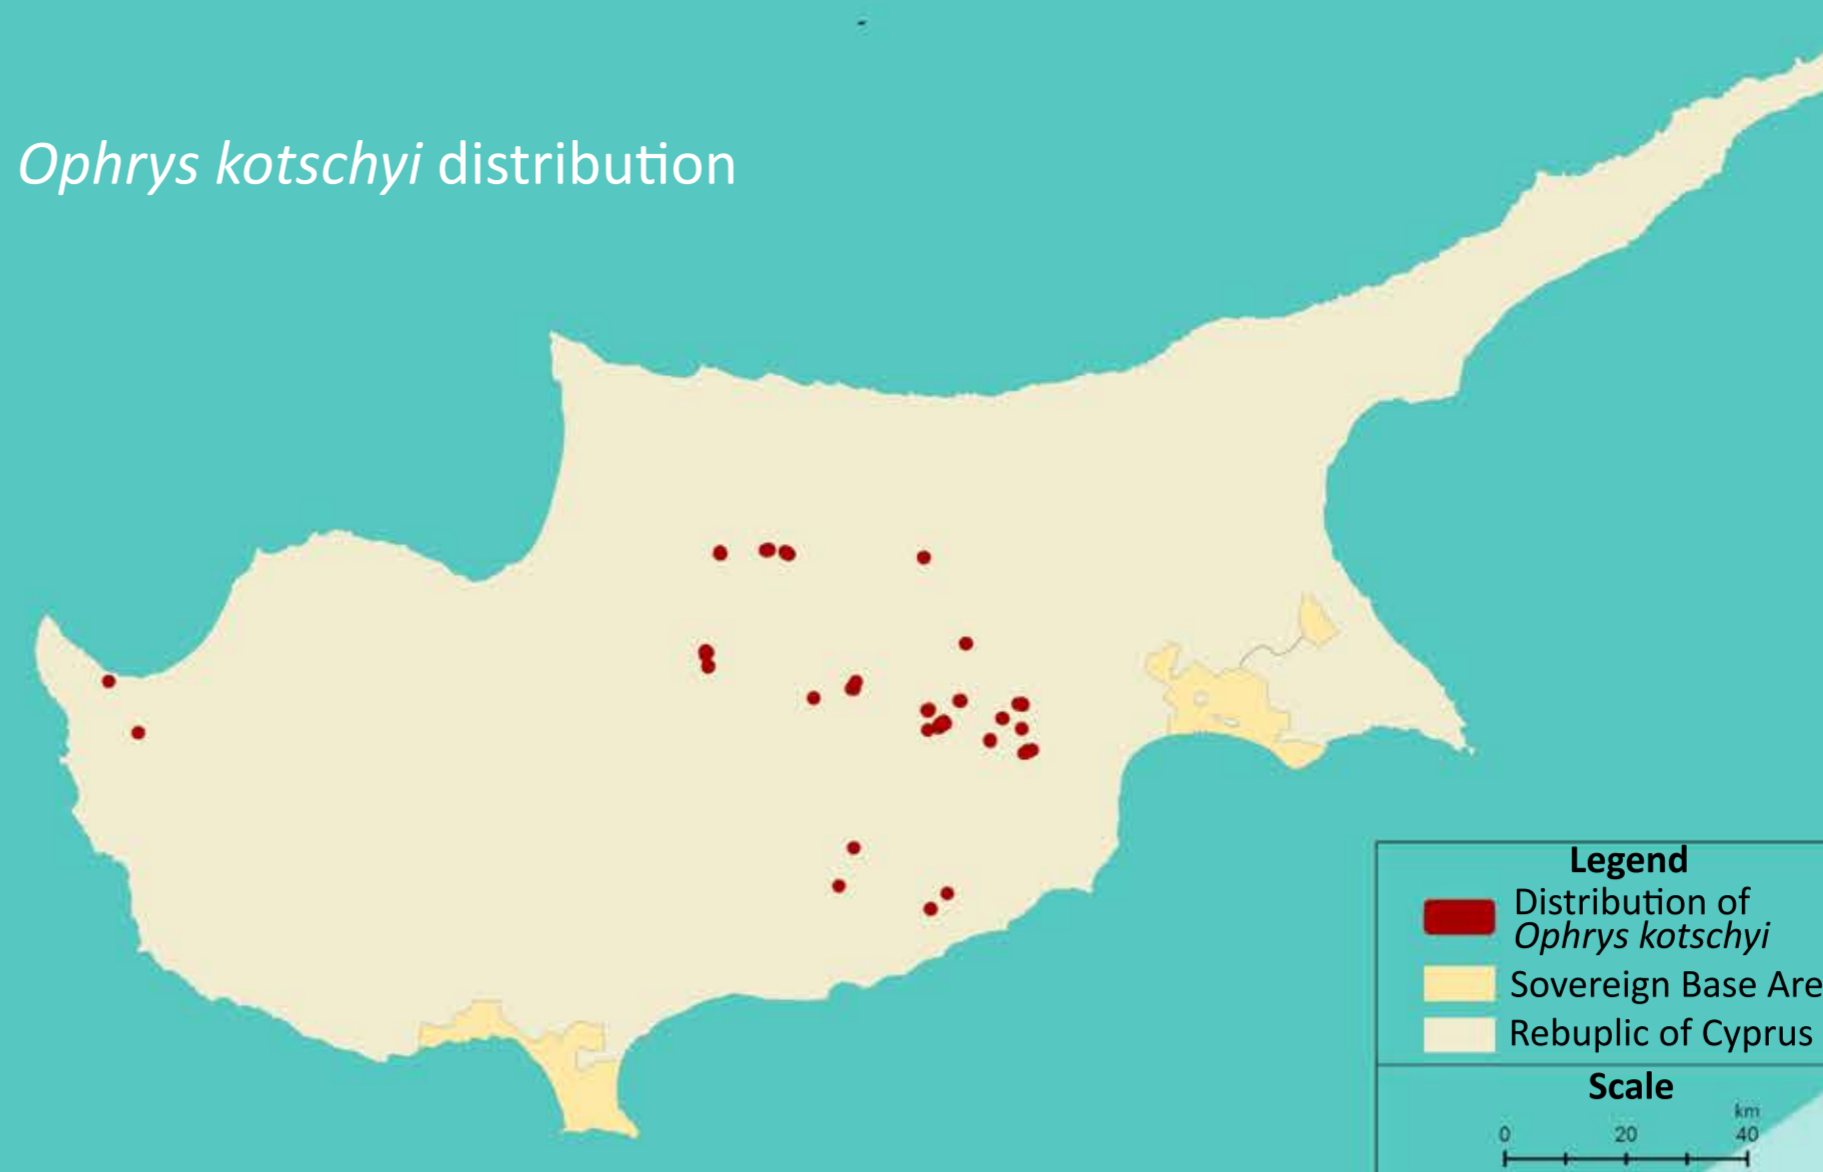 Ophrys kotschyi distribution
Legend
Distribution of
Ophrys kotschyi
Sovereign Base Are
Rebuplic of Cyprus
Scale
km
0 20 40